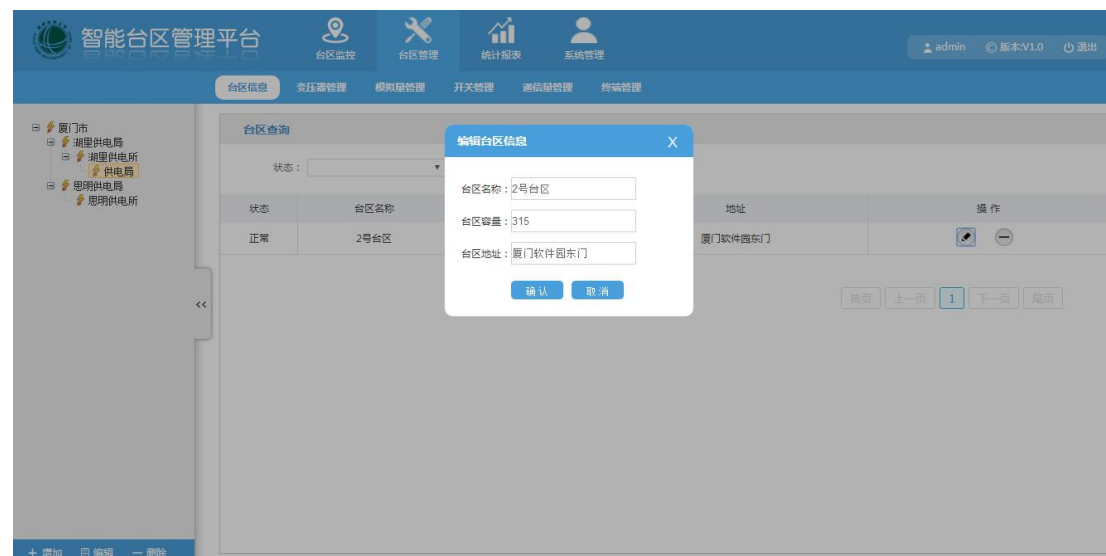 智能台区管理平台
台区监控
台区管理
统计报表
系统管理
admin
版本:V1.0
退出
台区信息
变压器管理
模拟量管理
开关管理
遥信量管理
终端管理
厦门市
湖里供电局
湖里供电所
供电局
思明供电局
思明供电所
台区查询
状态：
编辑台区信息 X
台区名称：2号台区
台区容量：315
台区地址：厦门软件园东门
确认 取消
状态 台区名称 地址 操作
正常 2号台区 厦门软件园东门
首页 上一页 1 下一页 尾页
<<
+ 增加 编辑 — 删除